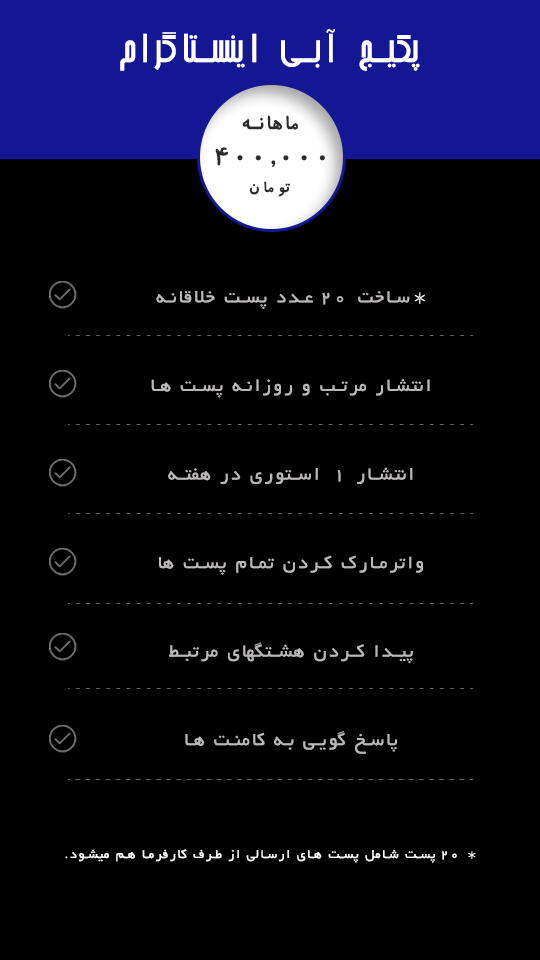 پکیج آبی اینستاگرام
ماهانه
۴۰۰,۰۰۰
تومان
*ساخت ۲۰ عدد پست خلاقانه
انتشار مرتب و روزانه پست ها
انتشار ۱ استوری در هفته
واترمارک کردن تمام پست ها
پیدا کردن هشتگهای مرتبط
پاسخ گویی به کامنت ها
* ۲۰ پست شامل پست های ارسالی از طرف کارفرما هم میشود.